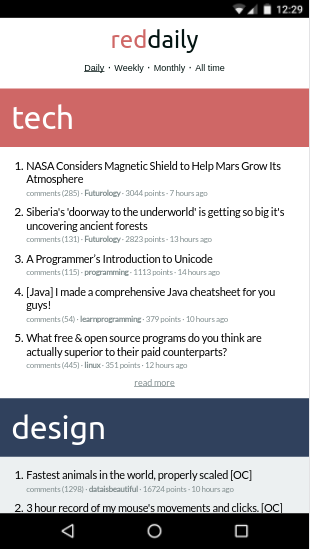 12:29
reddaily
Daily · Weekly · Monthly · All time
tech
1. NASA Considers Magnetic Shield to Help Mars Grow Its
Atmosphere
comments (285) · Futurology · 3044 points · 7 hours ago
2. Siberia's 'doorway to the underworld' is getting so big it's
uncovering ancient forests
comments (131) · Futurology · 2823 points · 13 hours ago
3. A Programmer's Introduction to Unicode
comments (115) · programming · 1113 points · 14 hours ago
4. [Java] I made a comprehensive Java cheatsheet for you
guys!
comments (54) · learnprogramming · 379 points · 10 hours ago
5. What free & open source programs do you think are
actually superior to their paid counterparts?
comments (445) · linux · 351 points · 12 hours ago
read more
design
1. Fastest animals in the world, properly scaled [OC]
comments (1298) · dataisbeautiful · 16724 points · 10 hours ago
2. 3 hour record of my mouse's movements and clicks. [OC]